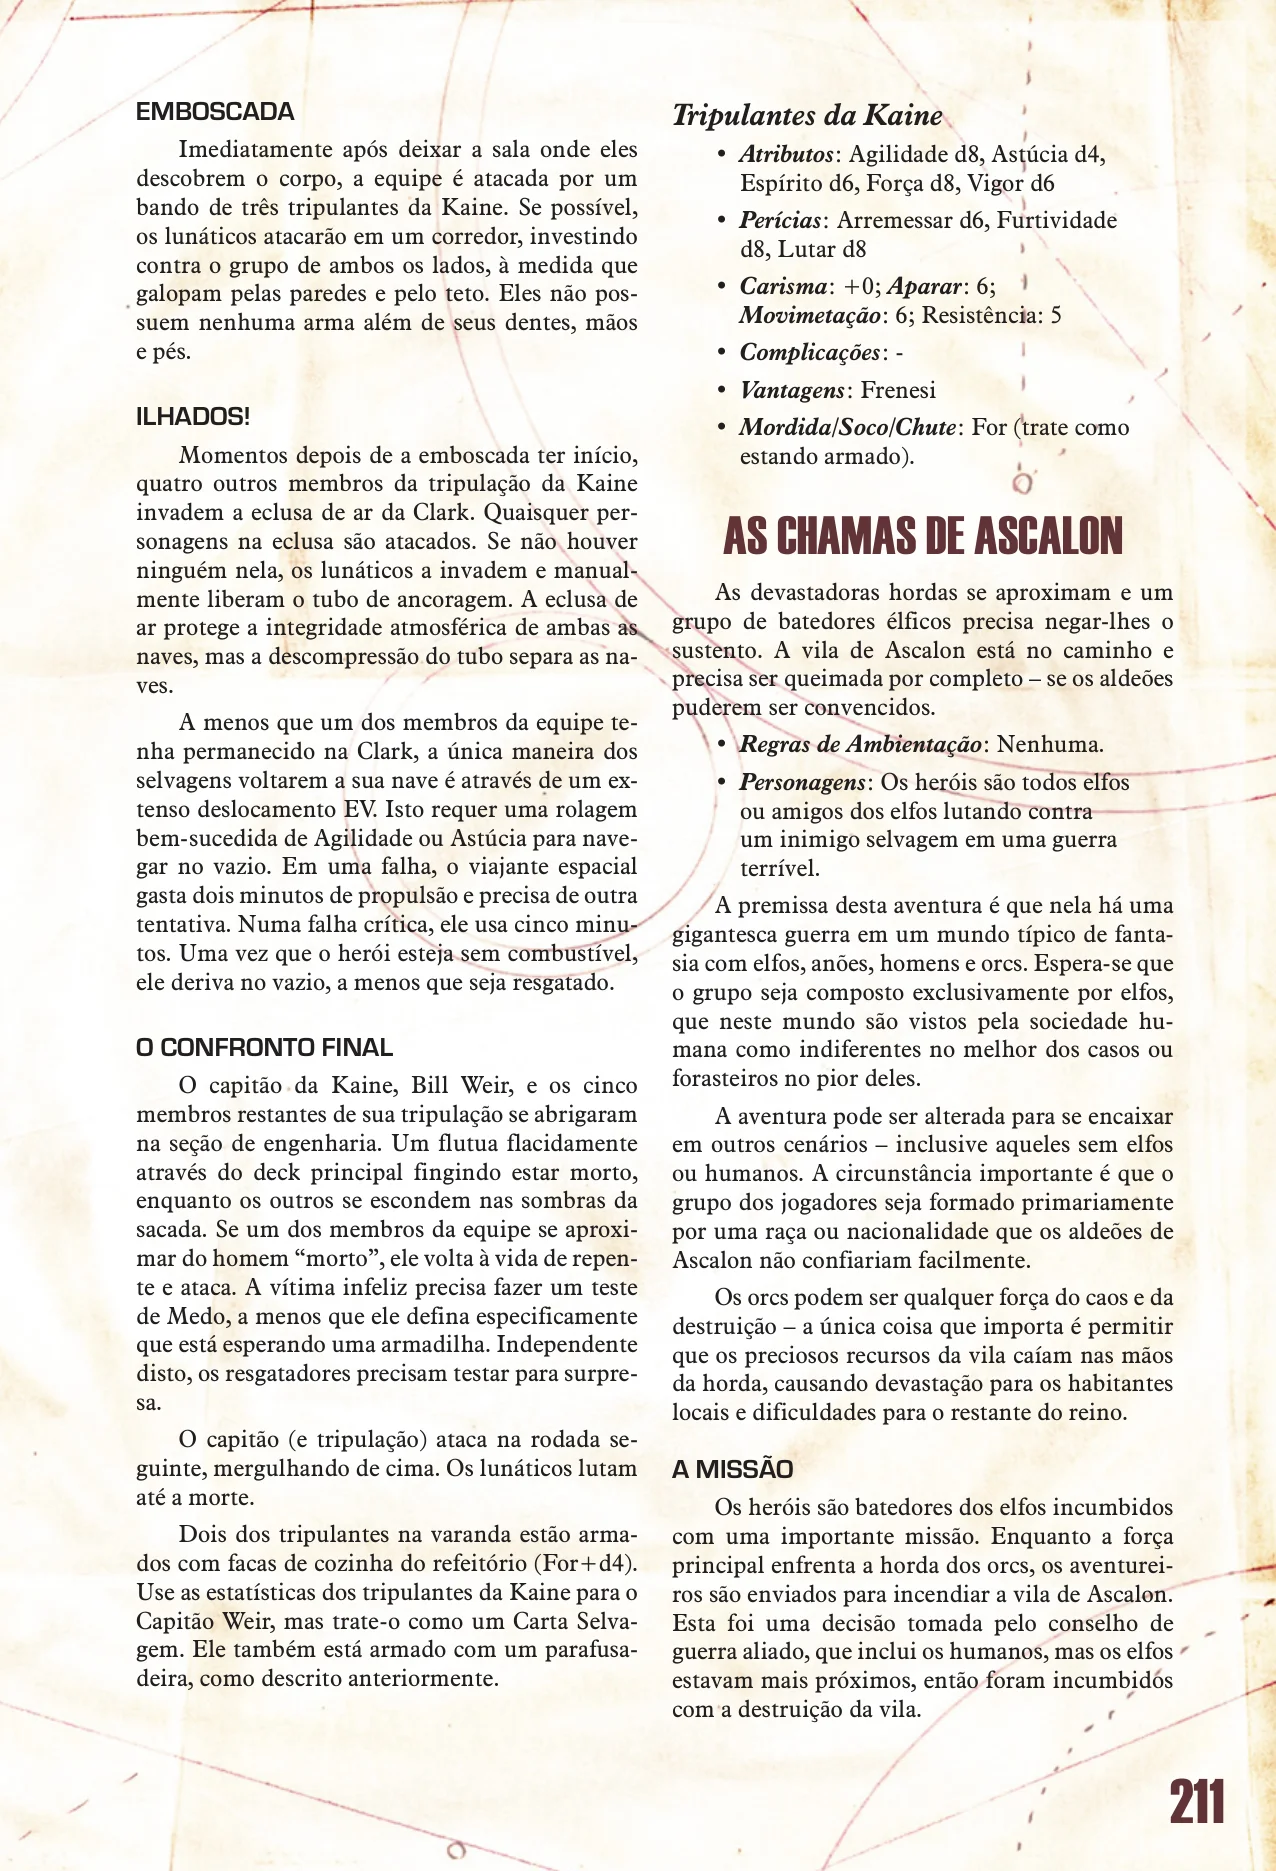 EMBOSCADA
Imediatamente após deixar a sala onde eles
descobrem o corpo, a equipe é atacada por um
bando de três tripulantes da Kaine. Se possível,
os lunáticos atacarão em um corredor, investindo
contra o grupo de ambos os lados, à medida que
galopam pelas paredes e pelo teto. Eles não pos-
suem nenhuma arma além de seus dentes, mãos
e pés.
ILHADOS!
Momentos depois de a emboscada ter início,
quatro outros membros da tripulação da Kaine
invadem a eclusa de ar da Clark. Quaisquer per-
sonagens na eclusa são atacados. Se não houver
ninguém nela, os lunáticos a invadem e manual-
mente liberam o tubo de ancoragem. A eclusa de
ar protege a integridade atmosférica de ambas as
naves, mas a descompressão do tubo separa as na-
ves.
A menos que um dos membros da equipe te-
nha permanecido na Clark, a única maneira dos
selvagens voltarem a sua nave é através de um ex-
tenso deslocamento EV. Isto requer uma rolagem
bem-sucedida de Agilidade ou Astúcia para nave-
gar no vazio. Em uma falha, o viajante espacial
gasta dois minutos de propulsão e precisa de outra
tentativa. Numa falha crítica, ele usa cinco minu-
tos. Uma vez que o herói esteja sem combustível,
ele deriva no vazio, a menos que seja resgatado.
O CONFRONTO FINAL
O capitão da Kaine, Bill Weir, e os cinco
membros restantes de sua tripulação se abrigaram
na seção de engenharia. Um flutua flacidamente
através do deck principal fingindo estar morto,
enquanto os outros se escondem nas sombras da
sacada. Se um dos membros da equipe se aproxi-
mar do homem “morto”, ele volta à vida de repen-
te e ataca. A vítima infeliz precisa fazer um teste
de Medo, a menos que ele defina especificamente
que está esperando uma armadilha. Independente
disto, os resgatadores precisam testar para surpre-
sa.
O capitão (e tripulação) ataca na rodada se-
guinte, mergulhando de cima. Os lunáticos lutam
até a morte.
Dois dos tripulantes na varanda estão arma-
dos com facas de cozinha do refeitório (For+d4).
Use as estatísticas dos tripulantes da Kaine para o
Capitão Weir, mas trate-o como um Carta Selva-
gem. Ele também está armado com um parafusa-
deira, como descrito anteriormente.
Tripulantes da Kaine
• Atributos: Agilidade d8, Astúcia d4,
Espírito d6, Força d8, Vigor d6
• Perícias: Arremessar d6, Furtividade
d8, Lutar d8
• Carisma: +0; Aparar: 6;
Movimetação: 6; Resistência: 5
• Complicações: -
• Vantagens: Frenesi
• Mordida/Soco/Chute: For (trate como
estando armado).
AS CHAMAS DE ASCALON
As devastadoras hordas se aproximam e um
grupo de batedores élficos precisa negar-lhes o
sustento. A vila de Ascalon está no caminho e
precisa ser queimada por completo – se os aldeões
puderem ser convencidos.
• Regras de Ambientação: Nenhuma.
• Personagens: Os heróis são todos elfos
ou amigos dos elfos lutando contra
um inimigo selvagem em uma guerra
terrível.
A premissa desta aventura é que nela há uma
gigantesca guerra em um mundo típico de fanta-
sia com elfos, anões, homens e orcs. Espera-se que
o grupo seja composto exclusivamente por elfos,
que neste mundo são vistos pela sociedade hu-
mana como indiferentes no melhor dos casos ou
forasteiros no pior deles.
A aventura pode ser alterada para se encaixar
em outros cenários – inclusive aqueles sem elfos
ou humanos. A circunstância importante é que o
grupo dos jogadores seja formado primariamente
por uma raça ou nacionalidade que os aldeões de
Ascalon não confiariam facilmente.
Os orcs podem ser qualquer força do caos e da
destruição – a única coisa que importa é permitir
que os preciosos recursos da vila caíam nas mãos
da horda, causando devastação para os habitantes
locais e dificuldades para o restante do reino.
A MISSÃO
Os heróis são batedores dos elfos incumbidos
com uma importante missão. Enquanto a força
principal enfrenta a horda dos orcs, os aventurei-
ros são enviados para incendiar a vila de Ascalon.
Esta foi uma decisão tomada pelo conselho de
guerra aliado, que inclui os humanos, mas os elfos
estavam mais próximos, então foram incumbidos
com a destruição da vila.
211